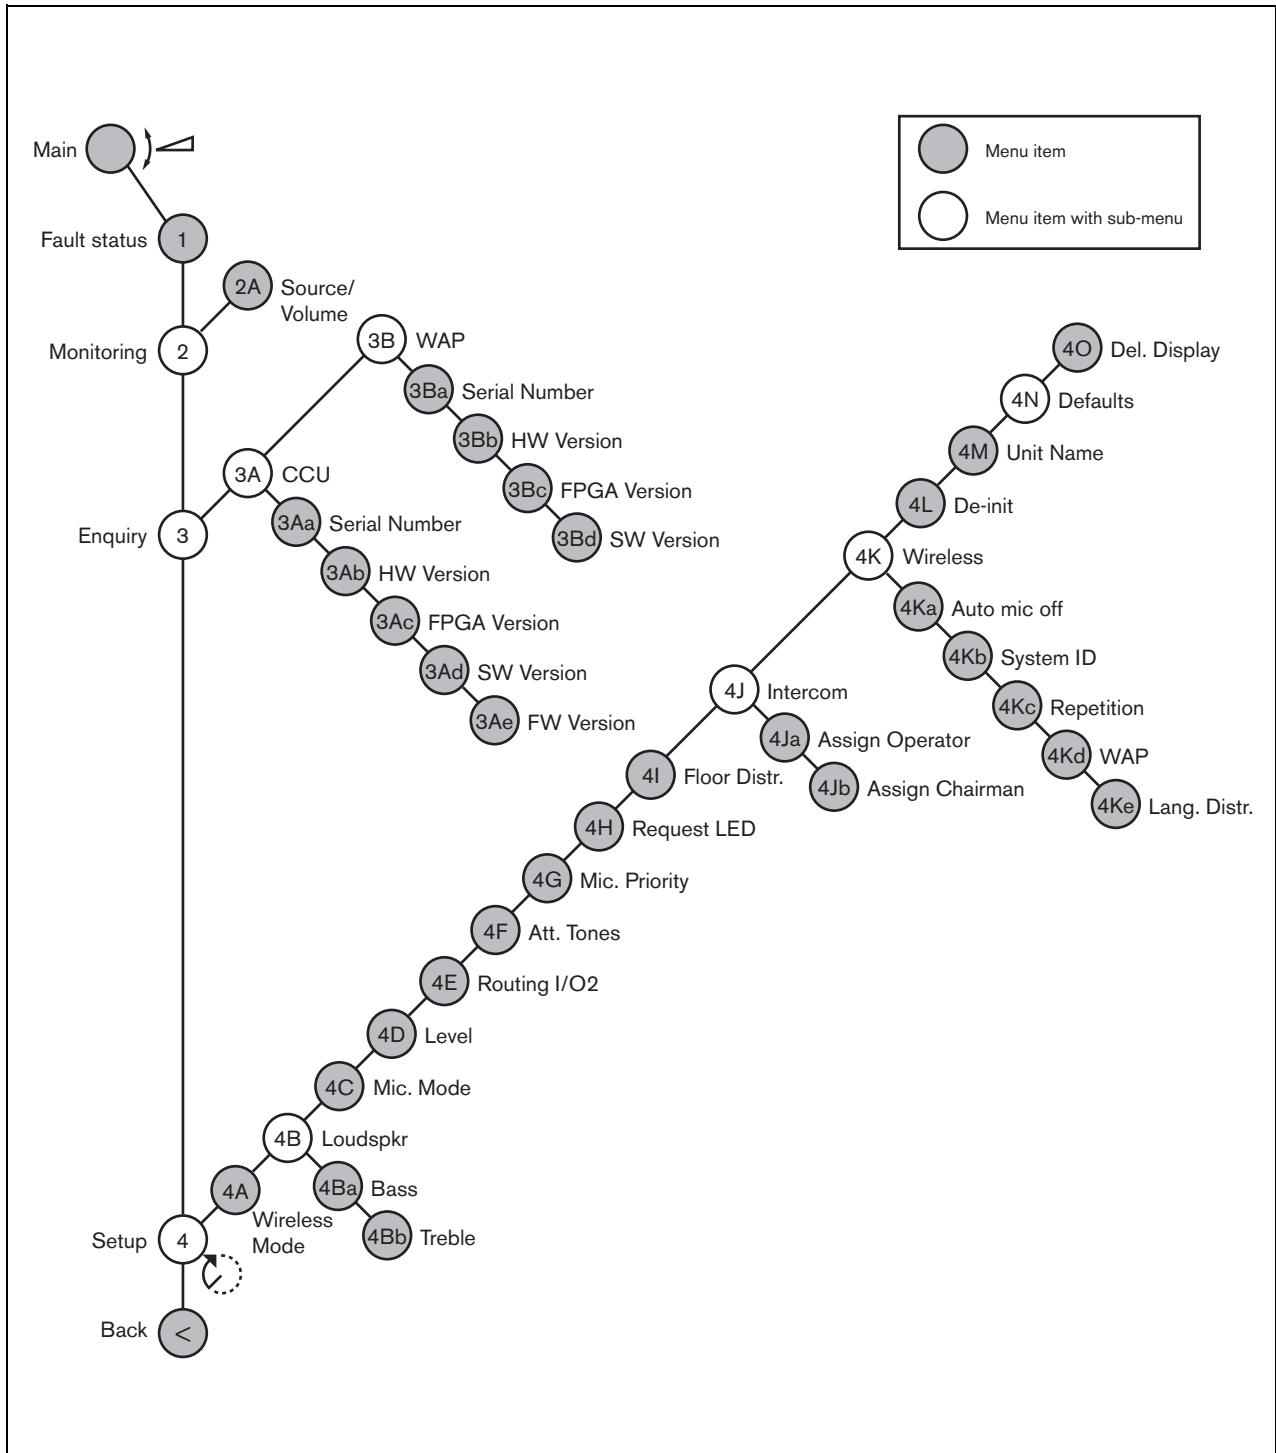 Main
Menu item
Menu item with sub-menu
Fault status
1
2A
Source/
Volume
Monitoring
2
3B
WAP
3Ba
Serial Number
3Bb
HW Version
3Bc
FPGA Version
3Bd
SW Version
Enquiry
3
3A
CCU
3Aa
Serial Number
3Ab
HW Version
3Ac
FPGA Version
3Ad
SW Version
3Ae
FW Version
4O
Del. Display
4N
Defaults
4M
Unit Name
4L
De-init
4K
Wireless
4Ka
Auto mic off
4Kb
System ID
4Kc
Repetition
4Kd
WAP
4Ke
Lang. Distr.
4J
Intercom
4Ja
Assign Operator
4Jb
Assign Chairman
4I
Floor Distr.
4H
Request LED
4G
Mic. Priority
4F
Att. Tones
4E
Routing I/O2
4D
Level
4C
Mic. Mode
4B
Loudspkr
4Ba
Bass
4Bb
Treble
4A
Wireless
Mode
Setup
4
Back
<